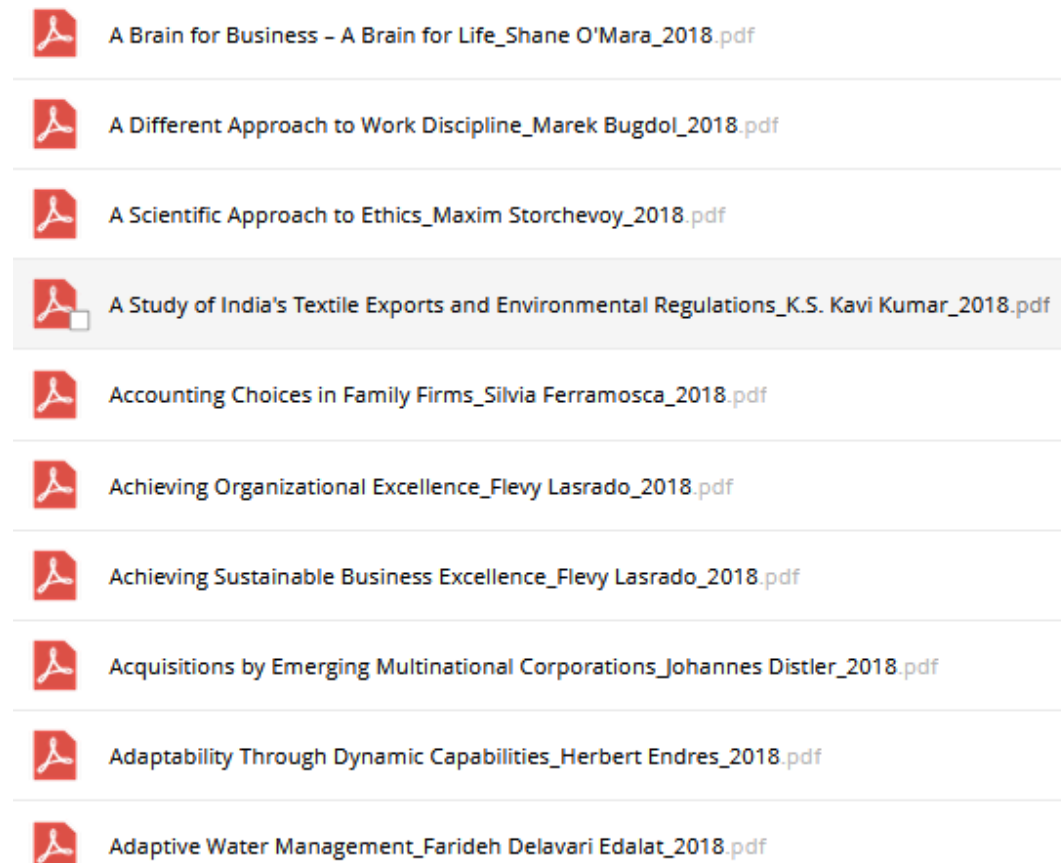 A Brain for Business – A Brain for Life_Shane O'Mara_2018.pdf
A Different Approach to Work Discipline_Marek Bugdol_2018.pdf
A Scientific Approach to Ethics_Maxim Storchevoy_2018.pdf
A Study of India's Textile Exports and Environmental Regulations_K.S. Kavi Kumar_2018.pdf
Accounting Choices in Family Firms_Silvia Ferramosca_2018.pdf
Achieving Organizational Excellence_Flevy Lasrado_2018.pdf
Achieving Sustainable Business Excellence_Flevy Lasrado_2018.pdf
Acquisitions by Emerging Multinational Corporations_Johannes Distler_2018.pdf
Adaptability Through Dynamic Capabilities_Herbert Endres_2018.pdf
Adaptive Water Management_Farideh Delavari Edalat_2018.pdf